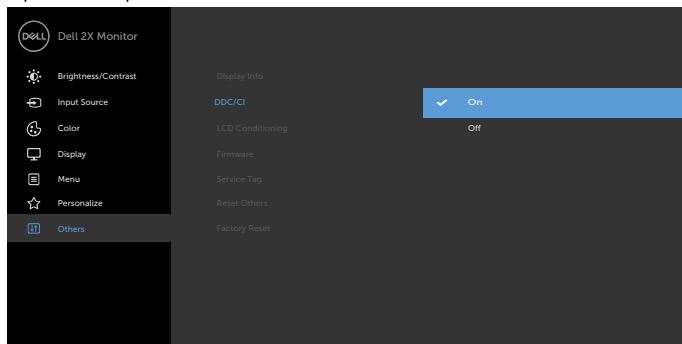 DELL
Dell 2X Monitor
Brightness/Contrast
Input Source
Color
Display
Menu
Personalize
Others
Display Info
DDC/CI
LCD Conditioning
Firmware
Service Tag
Reset Others
Factory Reset
On
Off